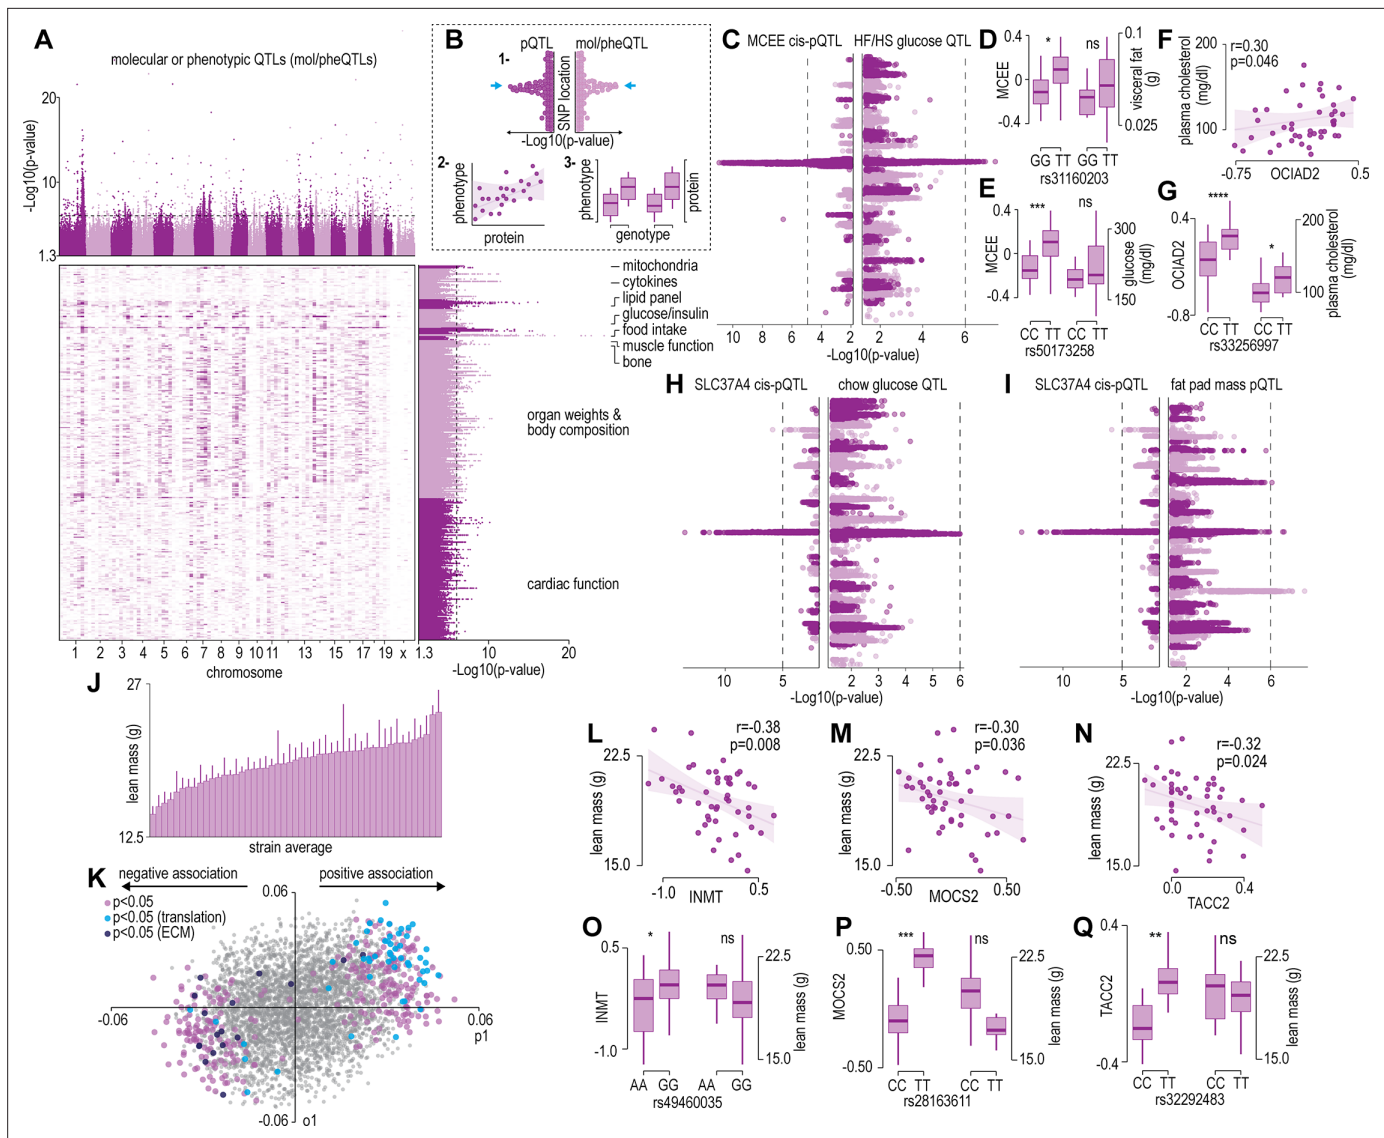 A
molecular or phenotypic QTLs (mol/pheQTLs)
-Log10(p-value)
20
10
1.3
mitochondria
cytokines
lipid panel
glucose/insulin
food intake
muscle function
bone
organ weights &
body composition
cardiac function
1 2 3 4 5 6 7 8 9 10 11 13 15 17 19 x
chromosome
1.3 10 20
-Log10(p-value)
B
pQTL mol/pheQTL
1-
SNP location
-Log10(p-value)
2-
phenotype
protein
3-
phenotype
protein
genotype
C
MCEE cis-pQTL HF/HS glucose QTL
10 8 6 4 2 2 4 6
-Log10(p-value)
D
MCEE
0.4
0
-0.4
* ns
0.1
0.025
visceral fat
(g)
GG TT GG TT
rs31160203
E
MCEE
0.4
0
-0.4
*** ns
300
150
glucose
(mg/dl)
CC TT CC TT
rs50173258
F
plasma cholesterol
(mg/dl)
200
100
r=0.30
p=0.046
-0.75 0.5
OCIAD2
G
OCIAD2
0.4
-0.8
**** *
200
100
plasma cholesterol
(mg/dl)
CC TT CC TT
rs33256997
H
SLC37A4 cis-pQTL chow glucose QTL
10 5 2 3 4 5 6
-Log10(p-value)
I
SLC37A4 cis-pQTL fat pad mass pQTL
10 5 2 4 6
-Log10(p-value)
J
lean mass (g)
27
12.5
strain average
K
negative association positive association
p<0.05
p<0.05 (translation)
p<0.05 (ECM)
0.06
-0.06 0.06
p1
-0.06 o1
L
lean mass (g)
22.5
15.0
r=-0.38
p=0.008
-1.0 0.5
INMT
M
lean mass (g)
22.5
15.0
r=-0.30
p=0.036
-0.50 0.50
MOCS2
N
lean mass (g)
22.5
15.0
r=-0.32
p=0.024
0.0 0.4
TACC2
O
INMT
0.5
-1.0
* ns
22.5
15.0
lean mass (g)
AA GG AA GG
rs49460035
P
MOCS2
0.50
-0.50
*** ns
22.5
15.0
lean mass (g)
CC TT CC TT
rs28163611
Q
TACC2
0.4
-0.4
** ns
22.5
15.0
lean mass (g)
CC TT CC TT
rs32292483